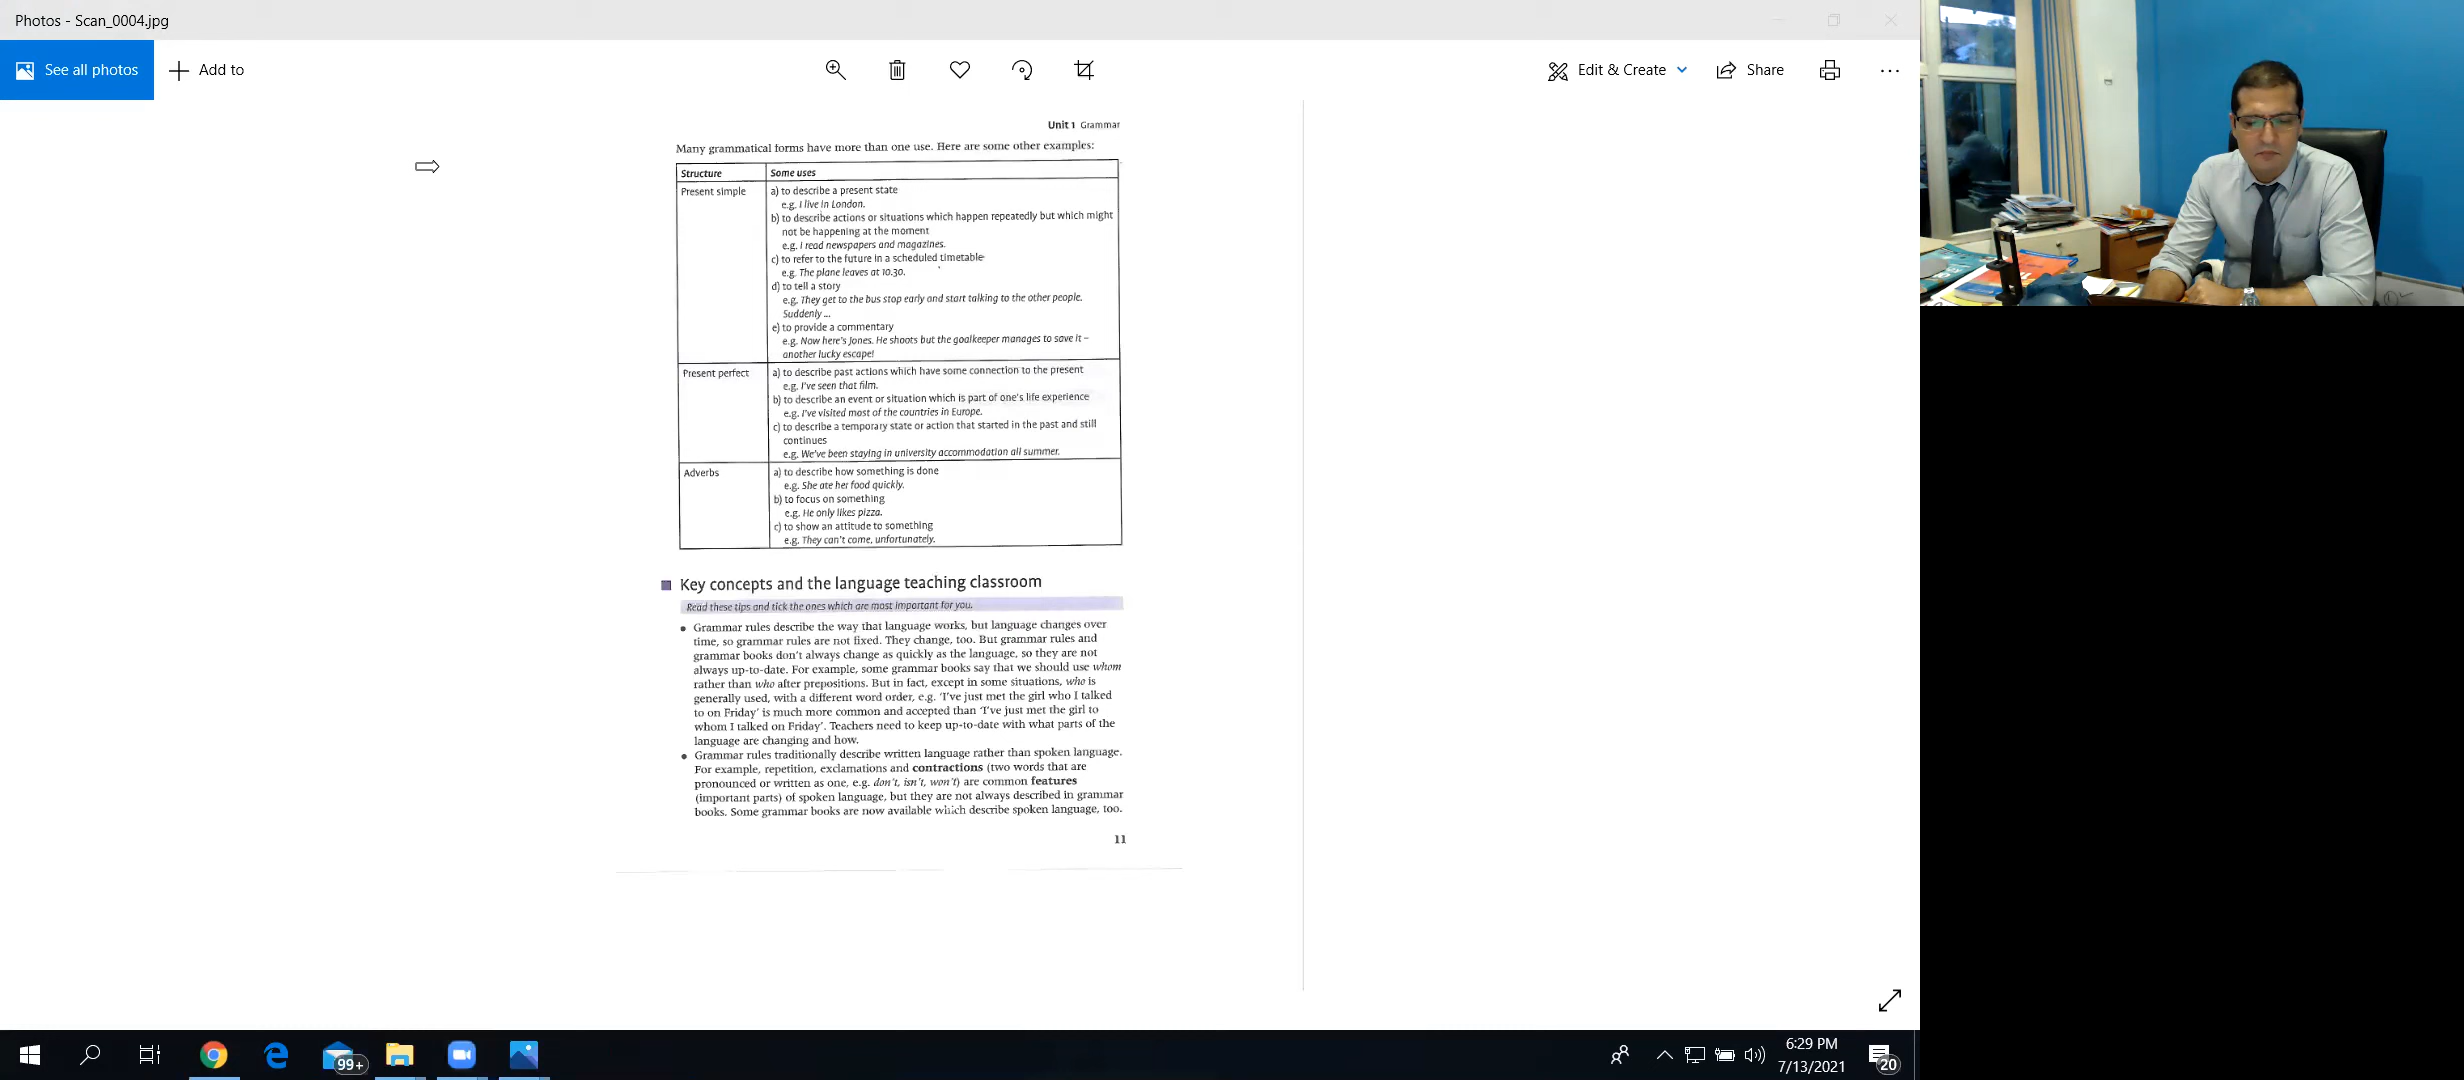 Photos - Scan_0004.jpg
See all photos
Add to
Edit & Create
Share
Unit 1 Grammar
Many grammatical forms have more than one use. Here are some other examples:
Structure
Some uses
Present simple
a) to describe a present state
e.g. I live in London.
b) to describe actions or situations which happen repeatedly but which might
not be happening at the moment
e.g. I read newspapers and magazines.
c) to refer to the future in a scheduled timetable
e.g. The plane leaves at 10.30.
d) to tell a story
e.g. They get to the bus stop early and start talking to the other people.
Suddenly ...
e) to provide a commentary
e.g. Now here's Jones. He shoots but the goalkeeper manages to save it –
another lucky escape!
Present perfect
a) to describe past actions which have some connection to the present
e.g. I've seen that film.
b) to describe an event or situation which is part of one's life experience
e.g. I've visited most of the countries in Europe.
c) to describe a temporary state or action that started in the past and still
continues
e.g. We've been staying in university accommodation all summer.
Adverbs
a) to describe how something is done
e.g. She ate her food quickly.
b) to focus on something
e.g. He only likes pizza.
c) to show an attitude to something
e.g. They can't come, unfortunately.
Key concepts and the language teaching classroom
Read these tips and tick the ones which are most important for you.
● Grammar rules describe the way that language works, but language changes over
time, so grammar rules are not fixed. They change, too. But grammar rules and
grammar books don't always change as quickly as the language, so they are not
always up-to-date. For example, some grammar books say that we should use whom
rather than who after prepositions. But in fact, except in some situations, who is
generally used, with a different word order, e.g. 'I've just met the girl who I talked
to on Friday' is much more common and accepted than 'I've just met the girl to
whom I talked on Friday'. Teachers need to keep up-to-date with what parts of the
language are changing and how.
● Grammar rules traditionally describe written language rather than spoken language.
For example, repetition, exclamations and contractions (two words that are
pronounced or written as one, e.g. don't, isn't, won't) are common features
(important parts) of spoken language, but they are not always described in grammar
books. Some grammar books are now available which describe spoken language, too.
11
99+
6:29 PM
7/13/2021
20